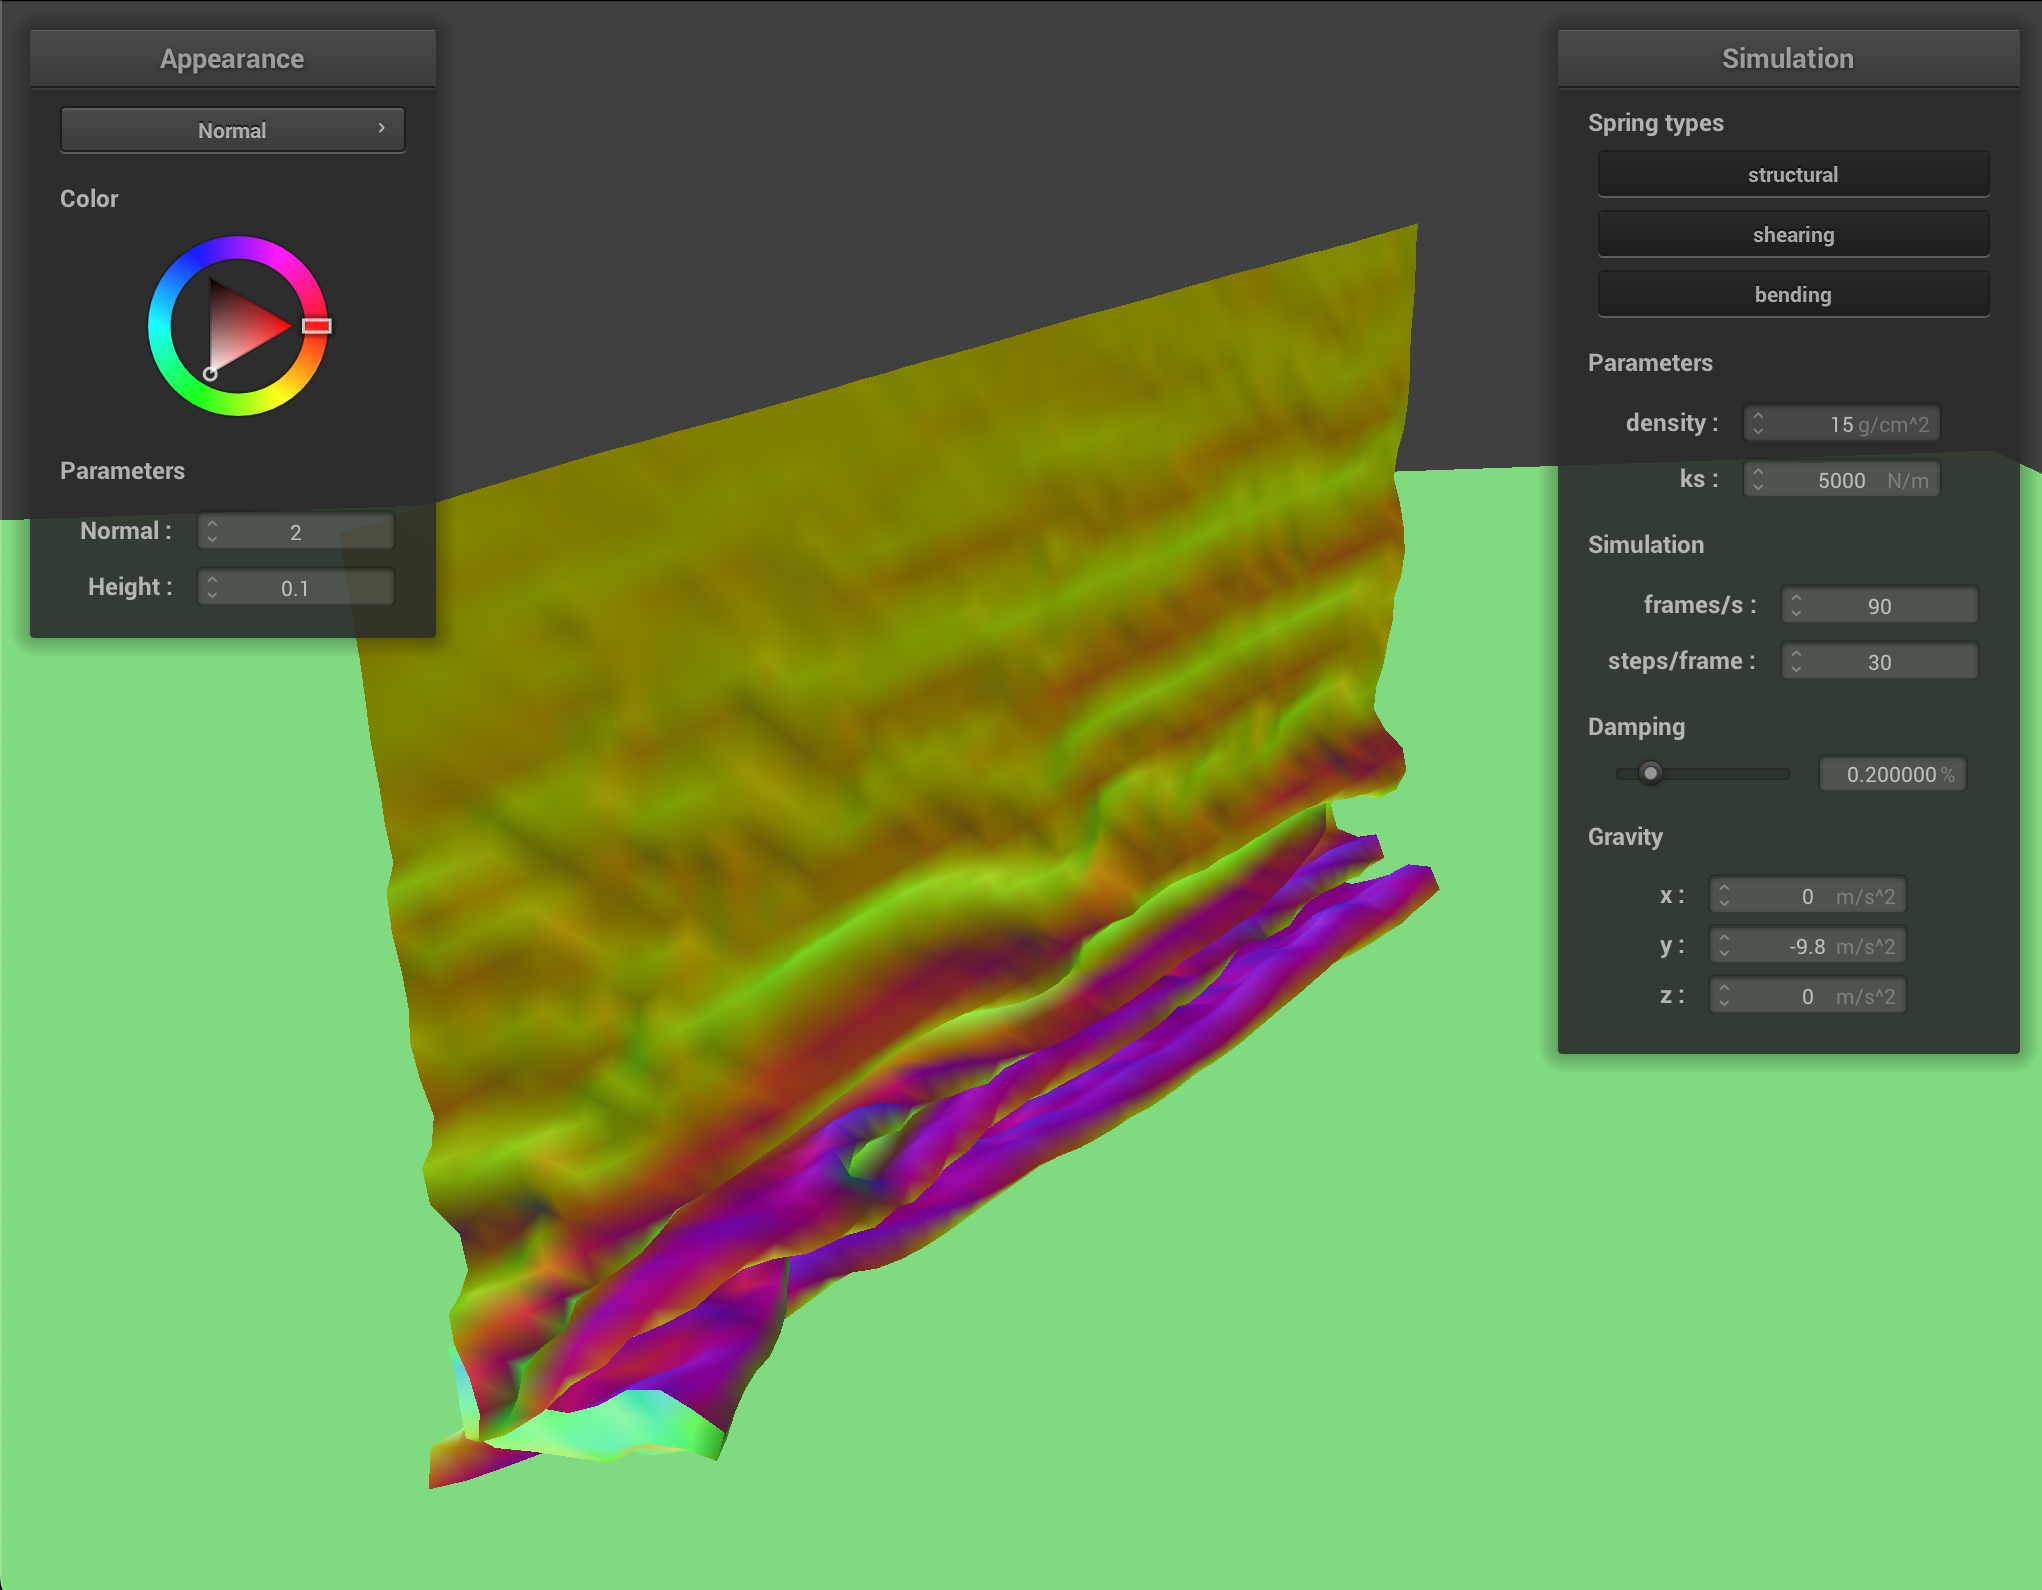 Appearance
Normal
Color
Parameters
Normal : 2
Height : 0.1
Simulation
Spring types
structural
shearing
bending
Parameters
density : 15 g/cm^2
ks : 5000 N/m
Simulation
frames/s : 90
steps/frame : 30
Damping
0.200000 %
Gravity
x : 0 m/s^2
y : -9.8 m/s^2
z : 0 m/s^2